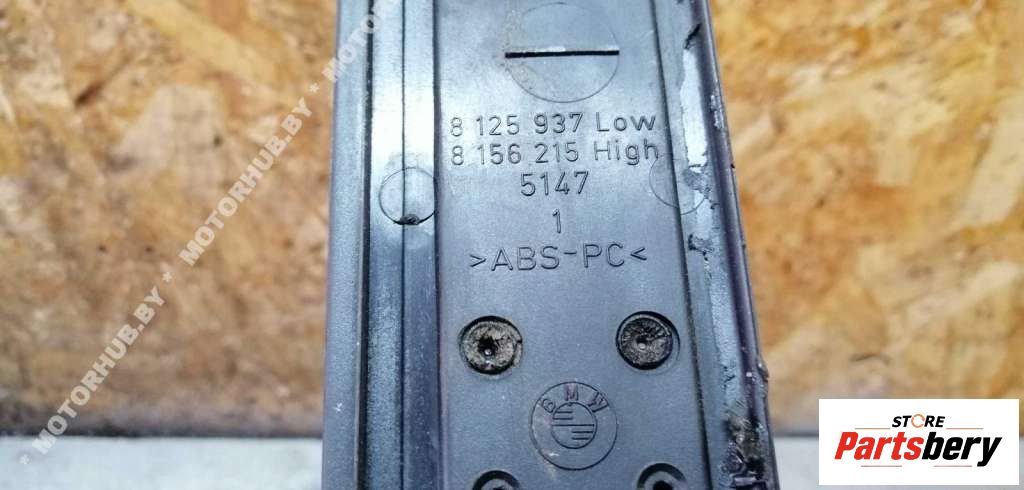 8 125 937 Low
8 156 215 High
5147
1
>ABS-PC<
BMW
* MOTORHUB.BY * MOTORHUB.BY * MOTORHUB.BY *
STORE
Partsbery